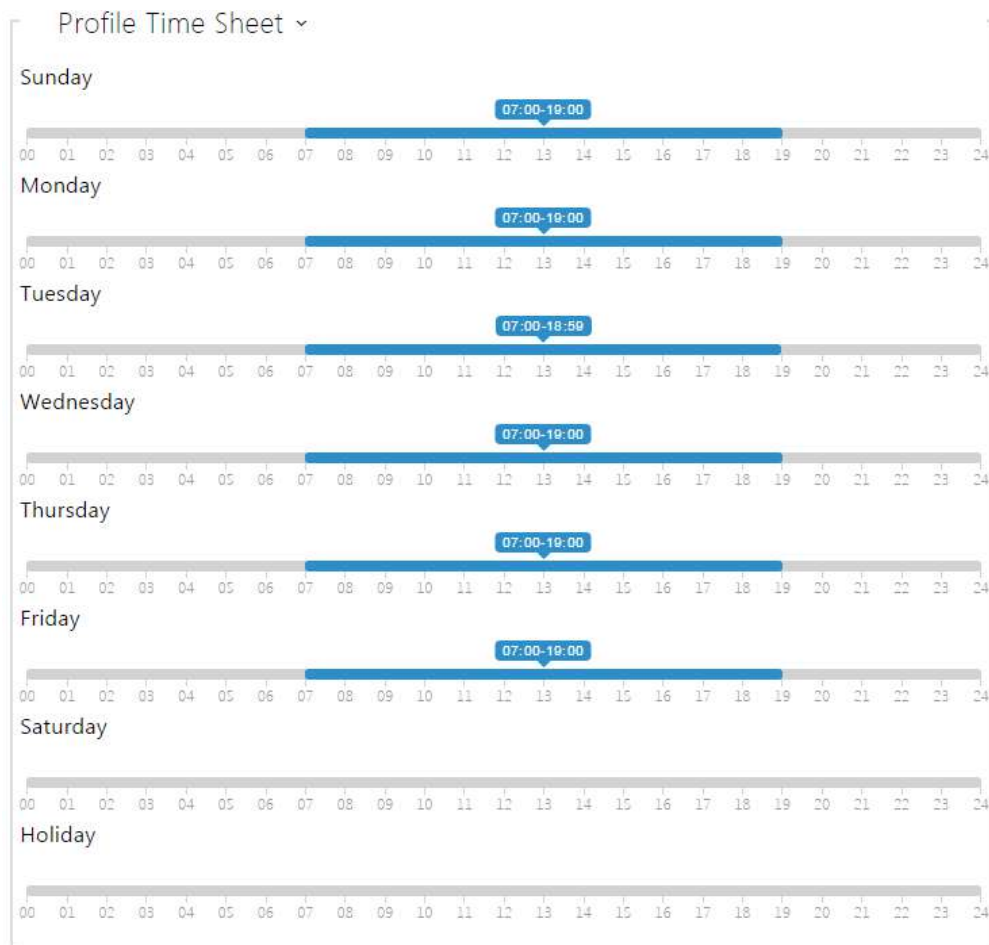 Profile Time Sheet
Sunday
07:00-19:00
00 01 02 03 04 05 06 07 08 09 10 11 12 13 14 15 16 17 18 19 20 21 22 23 24
Monday
07:00-19:00
00 01 02 03 04 05 06 07 08 09 10 11 12 13 14 15 16 17 18 19 20 21 22 23 24
Tuesday
07:00-18:59
00 01 02 03 04 05 06 07 08 09 10 11 12 13 14 15 16 17 18 19 20 21 22 23 24
Wednesday
07:00-19:00
00 01 02 03 04 05 06 07 08 09 10 11 12 13 14 15 16 17 18 19 20 21 22 23 24
Thursday
07:00-19:00
00 01 02 03 04 05 06 07 08 09 10 11 12 13 14 15 16 17 18 19 20 21 22 23 24
Friday
07:00-19:00
00 01 02 03 04 05 06 07 08 09 10 11 12 13 14 15 16 17 18 19 20 21 22 23 24
Saturday
00 01 02 03 04 05 06 07 08 09 10 11 12 13 14 15 16 17 18 19 20 21 22 23 24
Holiday
00 01 02 03 04 05 06 07 08 09 10 11 12 13 14 15 16 17 18 19 20 21 22 23 24